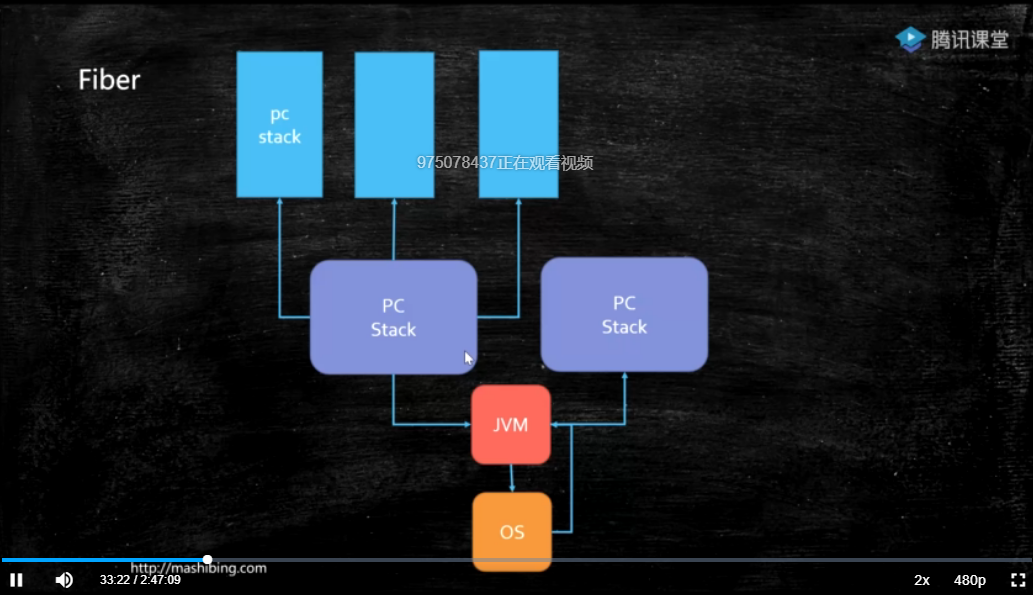 腾讯课堂
Fiber
pc
stack
975078437正在观看视频
PC
Stack
PC
Stack
JVM
OS
http://mashibing.com
33:22 / 2:47:09
2x
480p